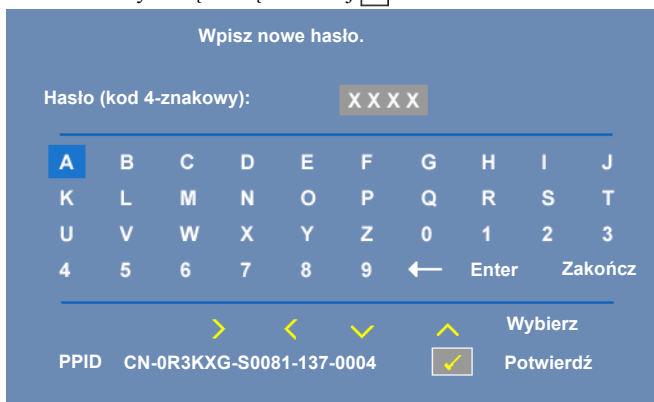 Wpisz nowe hasło.
Hasło (kod 4-znakowy): X X X X
A B C D E F G H I J
K L M N O P Q R S T
U V W X Y Z 0 1 2 3
4 5 6 7 8 9 ← Enter Zakończ
> < ∨ ∧ Wybierz
PPID CN-0R3KXG-S0081-137-0004 ✓ Potwierdź